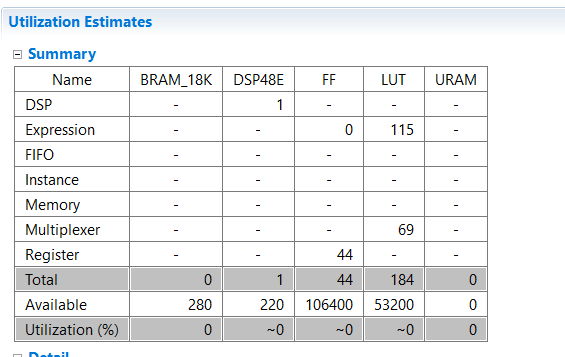 Utilization Estimates
Summary
Name BRAM_18K DSP48E FF LUT URAM
DSP - 1 - - -
Expression - - 0 115 -
FIFO - - - - -
Instance - - - - -
Memory - - - - -
Multiplexer - - - 69 -
Register - - 44 - -
Total 0 1 44 184 0
Available 280 220 106400 53200 0
Utilization (%) 0 ~0 ~0 ~0 0
Detail